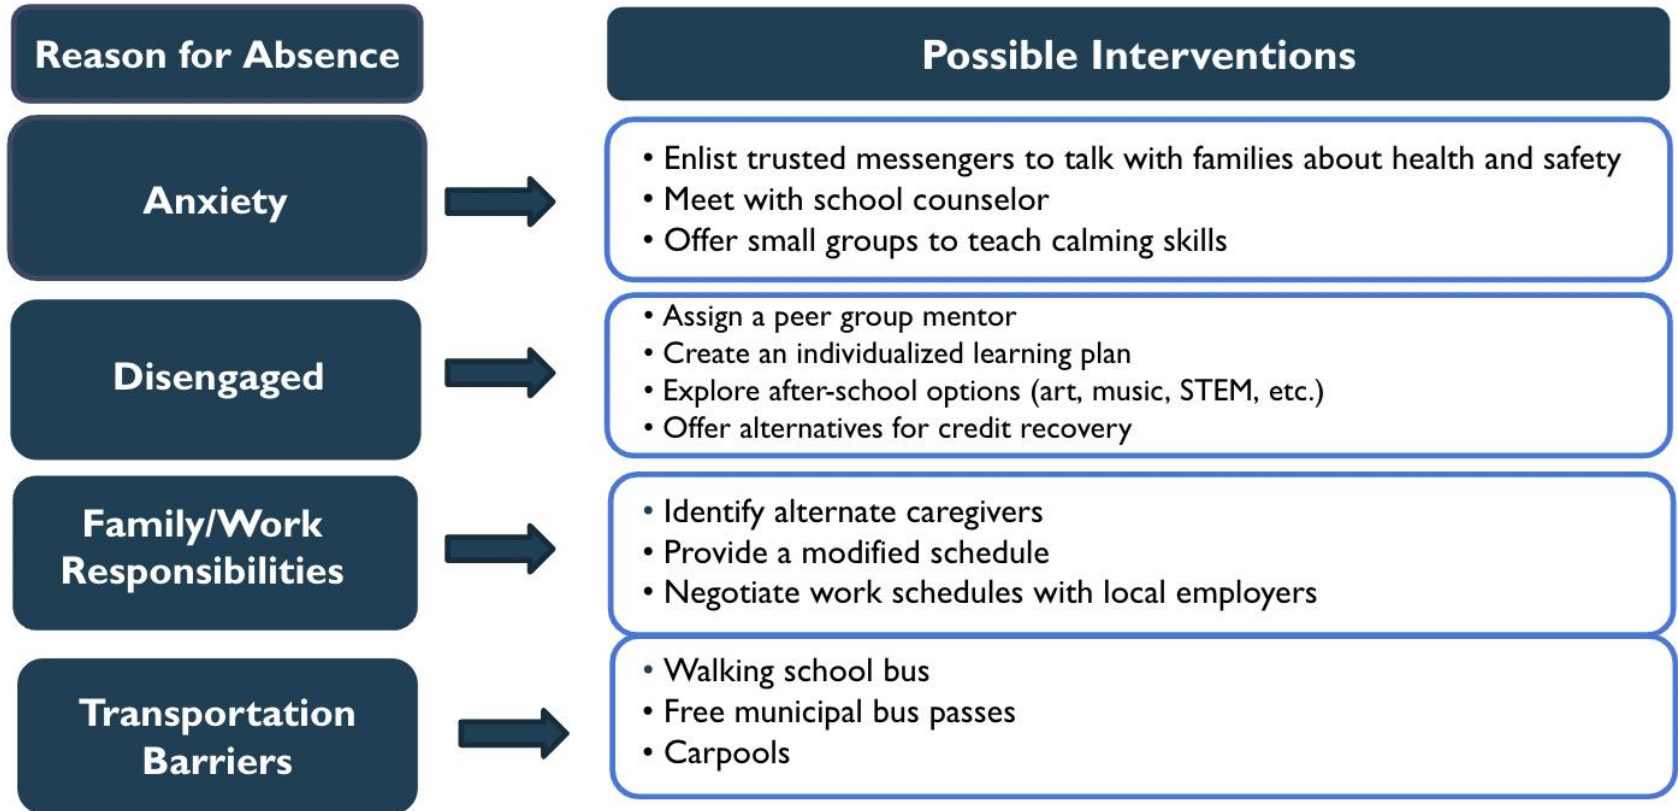 Reason for Absence
Possible Interventions
Anxiety
• Enlist trusted messengers to talk with families about health and safety
• Meet with school counselor
• Offer small groups to teach calming skills
Disengaged
• Assign a peer group mentor
• Create an individualized learning plan
• Explore after-school options (art, music, STEM, etc.)
• Offer alternatives for credit recovery
Family/Work
Responsibilities
• Identify alternate caregivers
• Provide a modified schedule
• Negotiate work schedules with local employers
Transportation
Barriers
• Walking school bus
• Free municipal bus passes
• Carpools